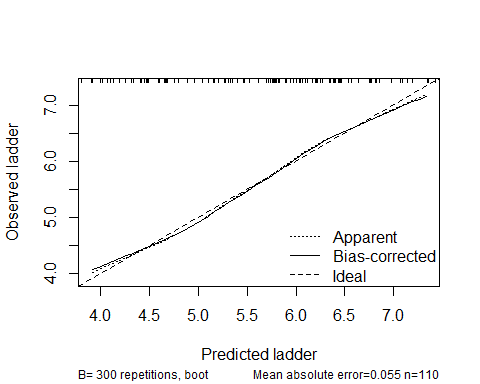 Observed ladder
7.0
6.0
5.0
4.0
Apparent
Bias-corrected
Ideal
4.0 4.5 5.0 5.5 6.0 6.5 7.0
Predicted ladder
B= 300 repetitions, boot Mean absolute error=0.055 n=110